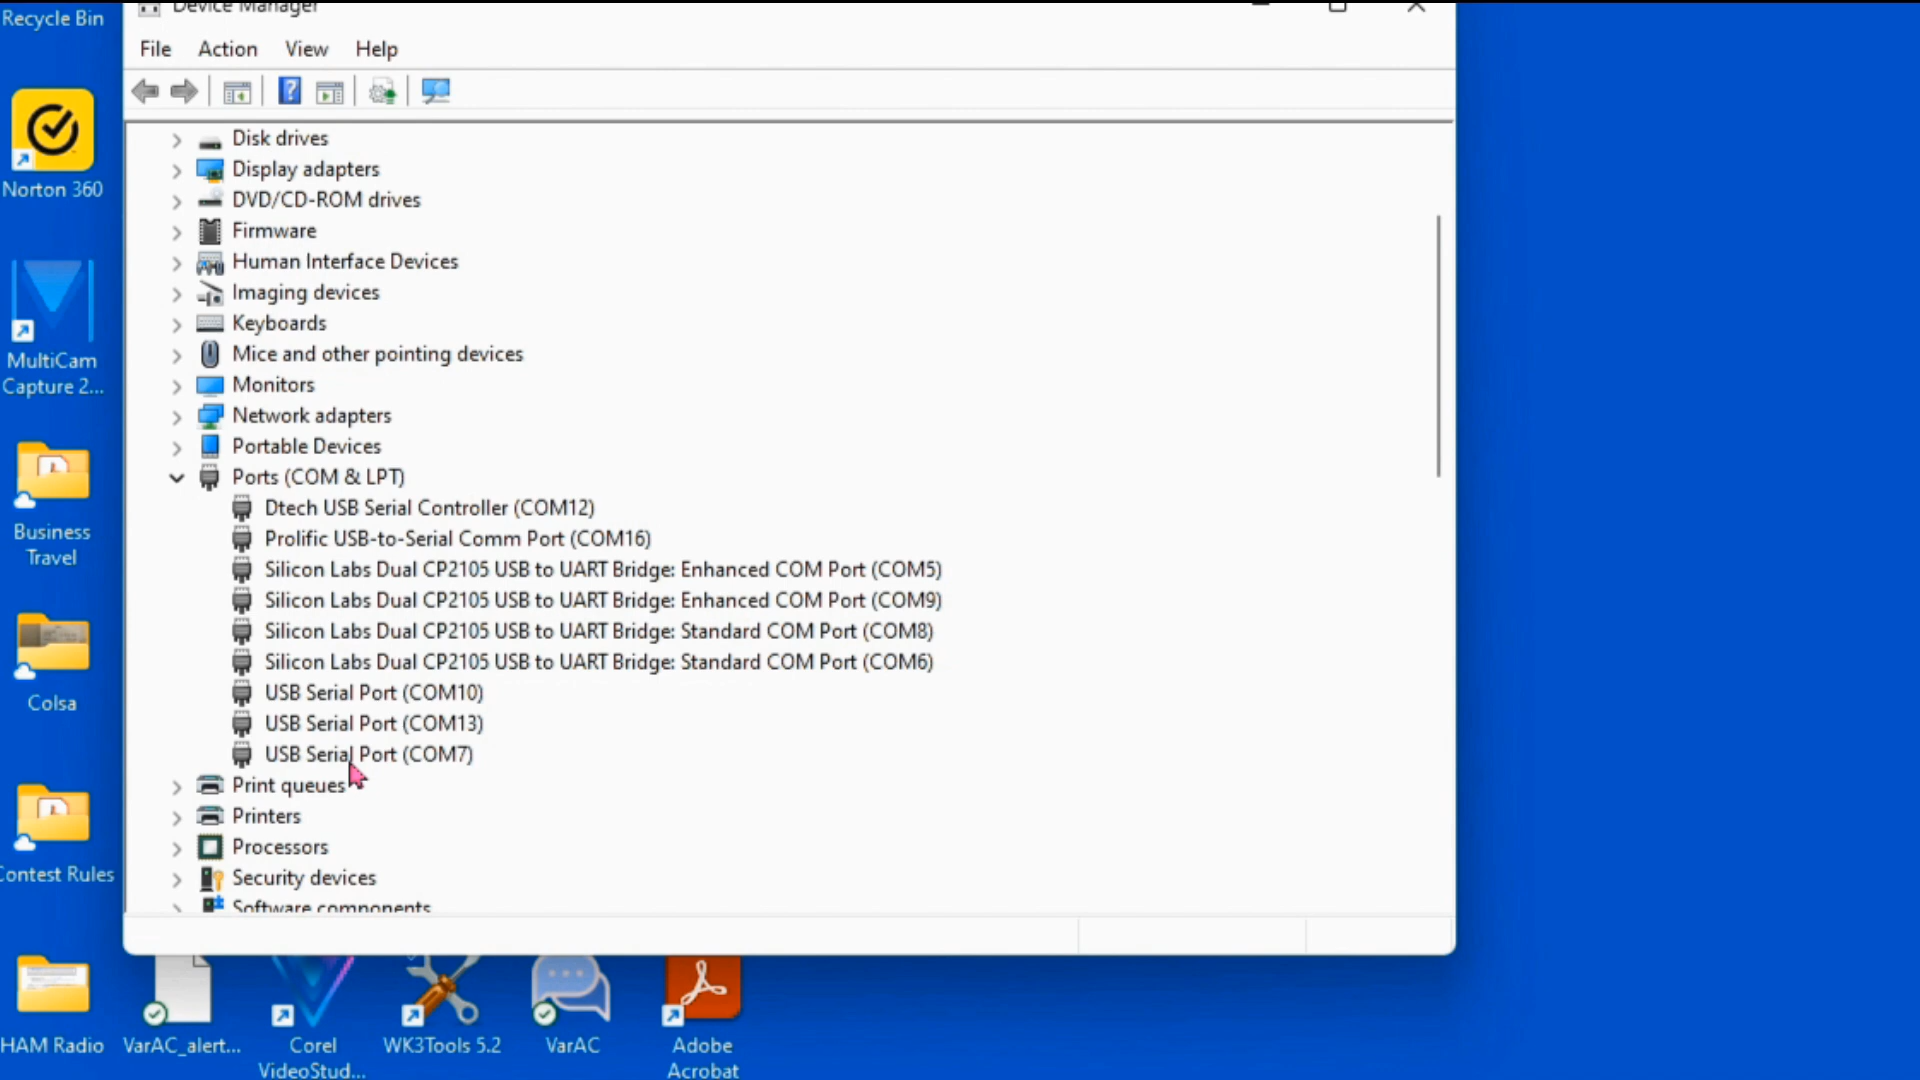 Recycle Bin
Device Manager
File Action View Help
Disk drives
Display adapters
DVD/CD-ROM drives
Firmware
Human Interface Devices
Imaging devices
Keyboards
Mice and other pointing devices
Monitors
Network adapters
Portable Devices
Ports (COM & LPT)
Dtech USB Serial Controller (COM12)
Prolific USB-to-Serial Comm Port (COM16)
Silicon Labs Dual CP2105 USB to UART Bridge: Enhanced COM Port (COM5)
Silicon Labs Dual CP2105 USB to UART Bridge: Enhanced COM Port (COM9)
Silicon Labs Dual CP2105 USB to UART Bridge: Standard COM Port (COM8)
Silicon Labs Dual CP2105 USB to UART Bridge: Standard COM Port (COM6)
USB Serial Port (COM10)
USB Serial Port (COM13)
USB Serial Port (COM7)
Print queues
Printers
Processors
Security devices
Software components
Norton 360
MultiCam
Capture 2...
Business
Travel
Colsa
Contest Rules
HAM Radio
VarAC_alert...
Corel
VideoStud...
WK3Tools 5.2
VarAC
Adobe
Acrobat